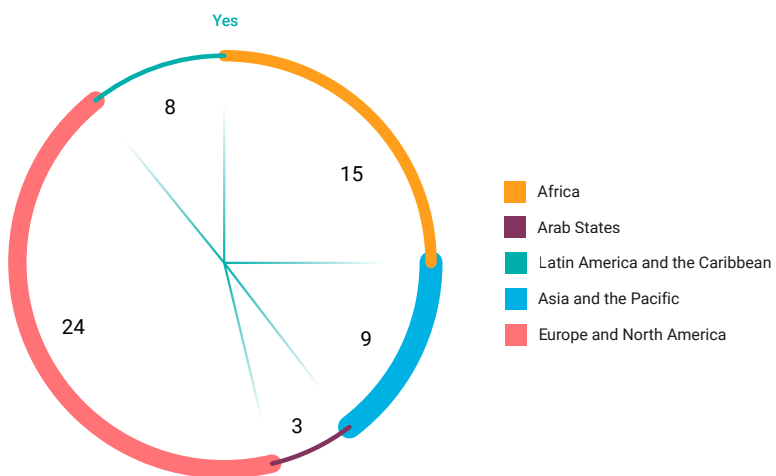 Yes
8
15
24
9
3
Africa
Arab States
Latin America and the Caribbean
Asia and the Pacific
Europe and North America